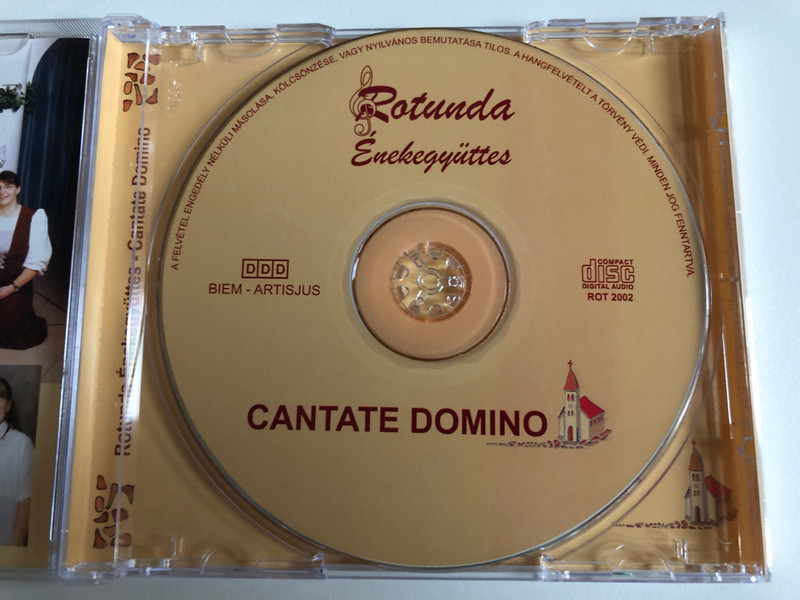 A FELVÉTEL ENGEDÉLY NÉLKÜLI MÁSOLÁSA, KÖLCSÖNZÉSE, VAGY NYILVÁNOS BEMUTATÁSA TILOS. A HANGFELVÉTELT A TÖRVÉNY VÉDI. MINDEN JOG FENNTARTVA.
Rotunda
Énekegyüttes
DDD
BIEM - ARTISJUS
COMPACT
disc
DIGITAL AUDIO
ROT 2002
CANTATE DOMINO
Rotunda Énekegyüttes - Cantate Domino